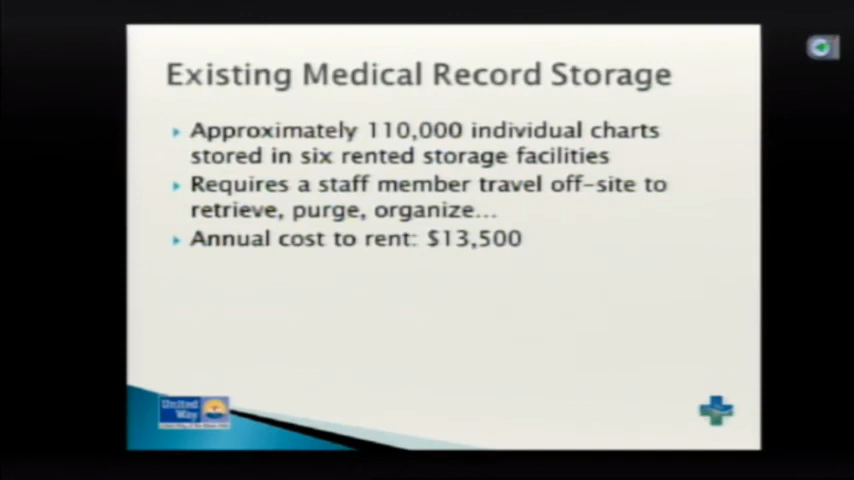 Existing Medical Record Storage
Approximately 110,000 individual charts
stored in six rented storage facilities
Requires a staff member travel off-site to
retrieve, purge, organize...
Annual cost to rent: $13,500
United
Way